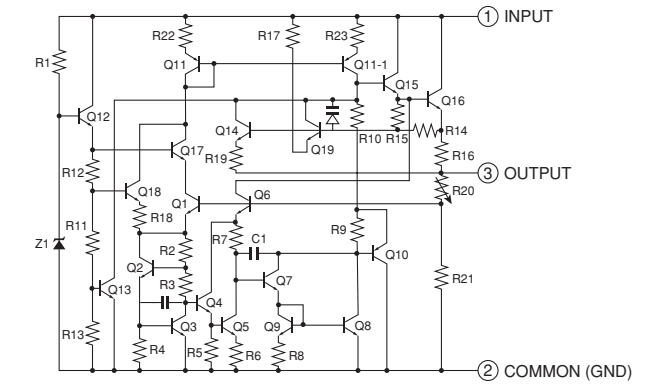 1 INPUT
R22 R17 R23
R1
Q11 Q11-1
Q15
Q16
Q12
Q14 R10 R15 R14
Q17 Q19
R19 R16
R12 3 OUTPUT
Q18 Q6 R20
Q1
R18
R11 R7 C1 R9
Z1 R2 Q10
Q2 Q7 R21
R3
Q13 Q4
Q3 Q5 Q9 Q8
R13
R4 R5 R6 R8
2 COMMON (GND)